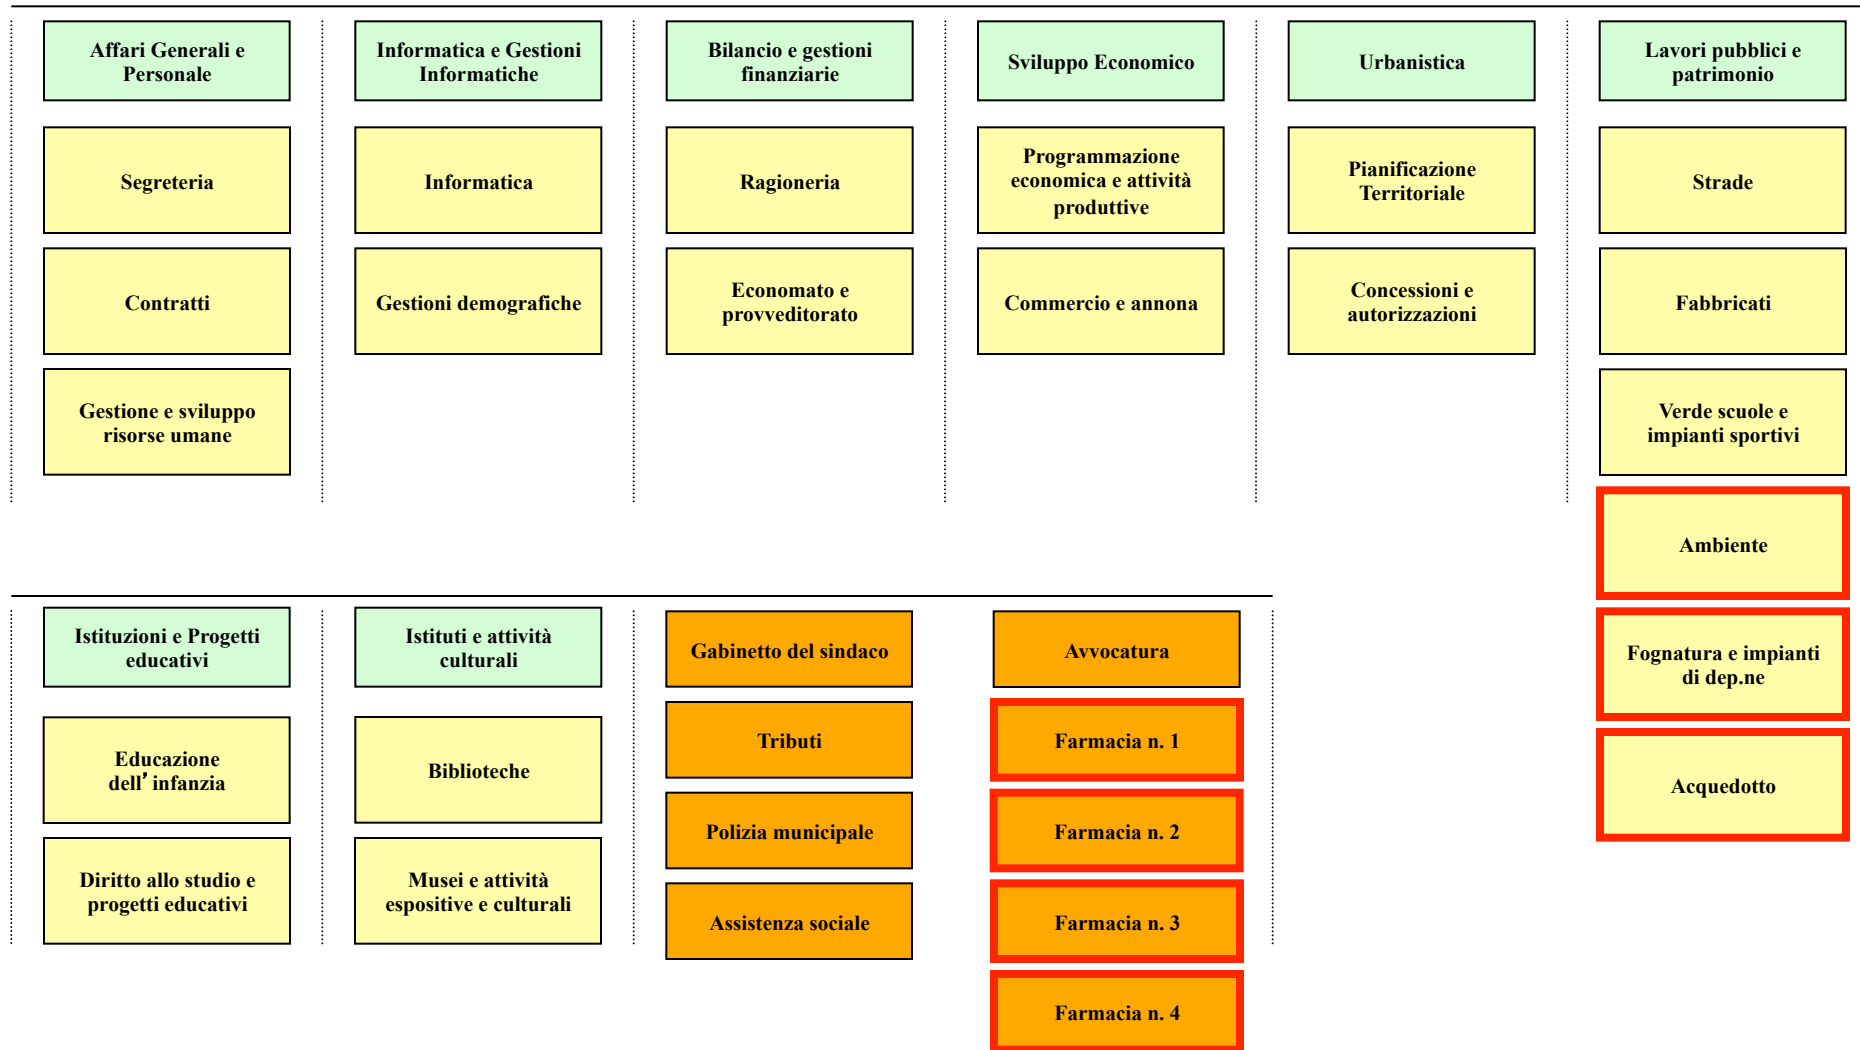 Affari Generali e
Personale
Informatica e Gestioni
Informatiche
Bilancio e gestioni
finanziarie
Sviluppo Economico
Urbanistica
Lavori pubblici e
patrimonio
Segreteria
Informatica
Ragioneria
Programmazione
economica e attività
produttive
Pianificazione
Territoriale
Strade
Contratti
Gestioni demografiche
Economato e
provveditorato
Commercio e annona
Concessioni e
autorizzazioni
Fabbricati
Gestione e sviluppo
risorse umane
Verde scuole e
impianti sportivi
Ambiente
Fognatura e impianti
di dep.ne
Acquedotto
Istituzioni e Progetti
educativi
Istituti e attività
culturali
Gabinetto del sindaco
Avvocatura
Educazione
dell’infanzia
Biblioteche
Tributi
Farmacia n. 1
Polizia municipale
Farmacia n. 2
Diritto allo studio e
progetti educativi
Musei e attività
espositive e culturali
Assistenza sociale
Farmacia n. 3
Farmacia n. 4